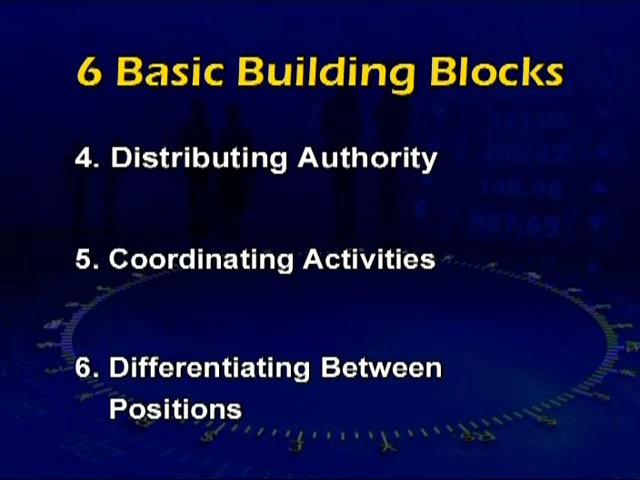 6 Basic Building Blocks
4. Distributing Authority
5. Coordinating Activities
6. Differentiating Between
Positions